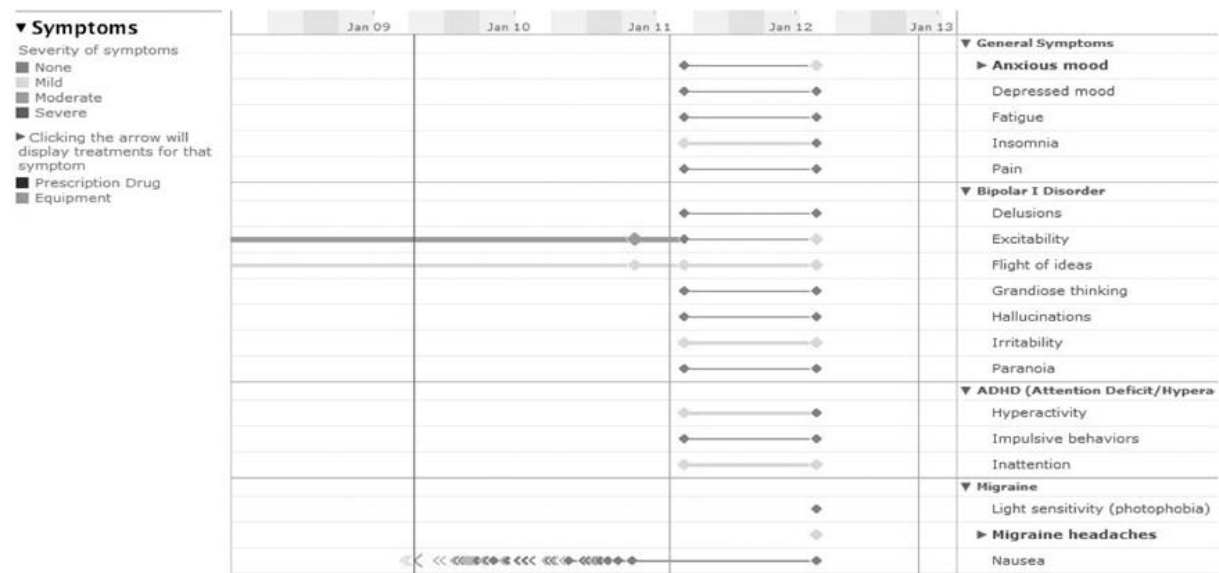 ▼ Symptoms
Severity of symptoms
None
Mild
Moderate
Severe
► Clicking the arrow will
display treatments for that
symptom
Prescription Drug
Equipment
Jan 09 Jan 10 Jan 11 Jan 12 Jan 13
▼ General Symptoms
► Anxious mood
Depressed mood
Fatigue
Insomnia
Pain
▼ Bipolar I Disorder
Delusions
Excitability
Flight of ideas
Grandiose thinking
Hallucinations
Irritability
Paranoia
▼ ADHD (Attention Deficit/Hypera
Hyperactivity
Impulsive behaviors
Inattention
▼ Migraine
Light sensitivity (photophobia)
► Migraine headaches
Nausea